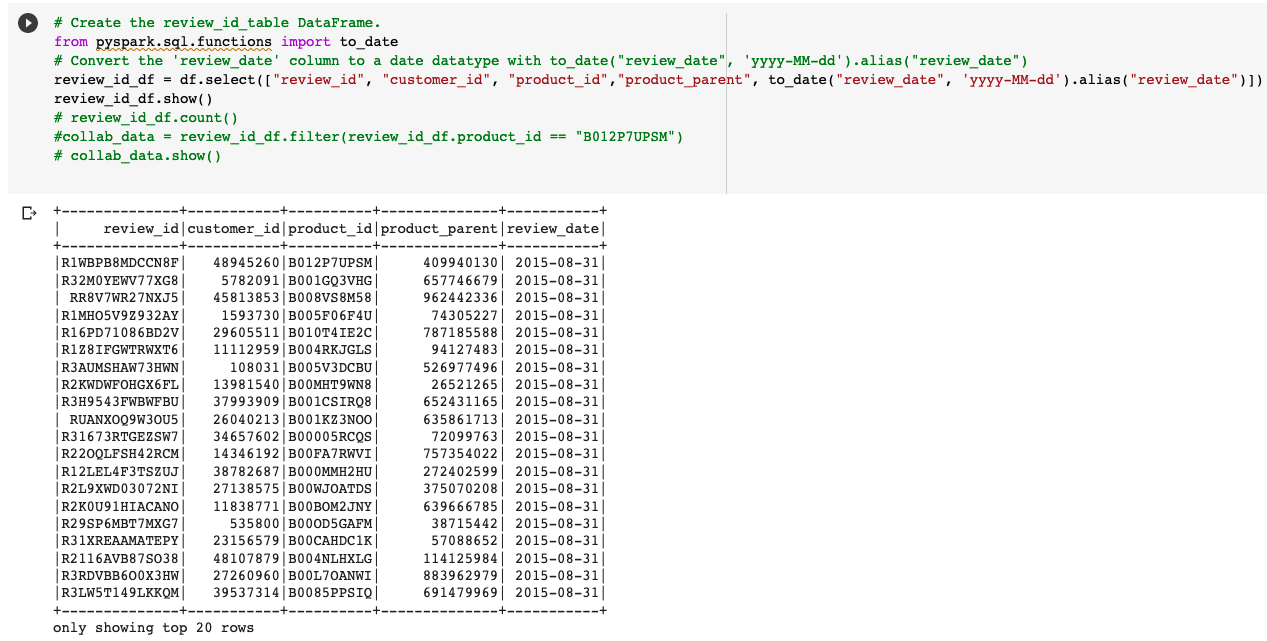 # Create the review_id_table DataFrame.
from pyspark.sql.functions import to_date
# Convert the 'review_date' column to a date datatype with to_date("review_date", 'yyyy-MM-dd').alias("review_date")
review_id_df = df.select(["review_id", "customer_id", "product_id","product_parent", to_date("review_date", 'yyyy-MM-dd').alias("review_date")])
review_id_df.show()
# review_id_df.count()
#collab_data = review_id_df.filter(review_id_df.product_id == "B012P7UPSM")
# collab_data.show()
+--------------+-----------+----------+--------------+-----------+
|     review_id|customer_id|product_id|product_parent|review_date|
+--------------+-----------+----------+--------------+-----------+
|R1WBPB8MDCCN8F|   48945260|B012P7UPSM|     409940130| 2015-08-31|
|R32M0YEWV77XG8|    5782091|B001GQ3VHG|     657746679| 2015-08-31|
| RR8V7WR27NXJ5|   45813853|B008VS8M58|     962442336| 2015-08-31|
|R1MHO5V9Z932AY|    1593730|B005F06F4U|      74305227| 2015-08-31|
|R16PD71086BD2V|   29605511|B010T4IE2C|     787185588| 2015-08-31|
|R1Z8IFGWTRWXT6|   11112959|B004RKJGLS|      94127483| 2015-08-31|
|R3AUMSHAW73HWN|     108031|B005V3DCBU|     526977496| 2015-08-31|
|R2KWDWFOHGX6FL|   13981540|B00MHT9WN8|      26521265| 2015-08-31|
|R3H9543FWBWFBU|   37993909|B001CSIRQ8|     652431165| 2015-08-31|
| RUANXOQ9W3OU5|   26040213|B001KZ3NOO|     635861713| 2015-08-31|
|R31673RTGEZSW7|   34657602|B00005RCQS|      72099763| 2015-08-31|
|R22OQLFSH42RCM|   14346192|B00FA7RWVI|     757354022| 2015-08-31|
|R12LEL4F3TSZUJ|   38782687|B000MMH2HU|     272402599| 2015-08-31|
|R2L9XWD03072NI|   27138575|B00WJOATDS|     375070208| 2015-08-31|
|R2K0U91HIACANO|   11838771|B00BOM2JNY|     639666785| 2015-08-31|
|R29SP6MBT7MXG7|     535800|B00OD5GAFM|      38715442| 2015-08-31|
|R31XREAAMATEPY|   23156579|B00CAHDC1K|      57088652| 2015-08-31|
|R2116AVB87SO38|   48107879|B004NLHXLG|     114125984| 2015-08-31|
|R3RDVBB6O0X3HW|   27260960|B00L7OANWI|     883962979| 2015-08-31|
|R3LW5T149LKKQM|   39537314|B0085PPSIQ|     691479969| 2015-08-31|
+--------------+-----------+----------+--------------+-----------+
only showing top 20 rows